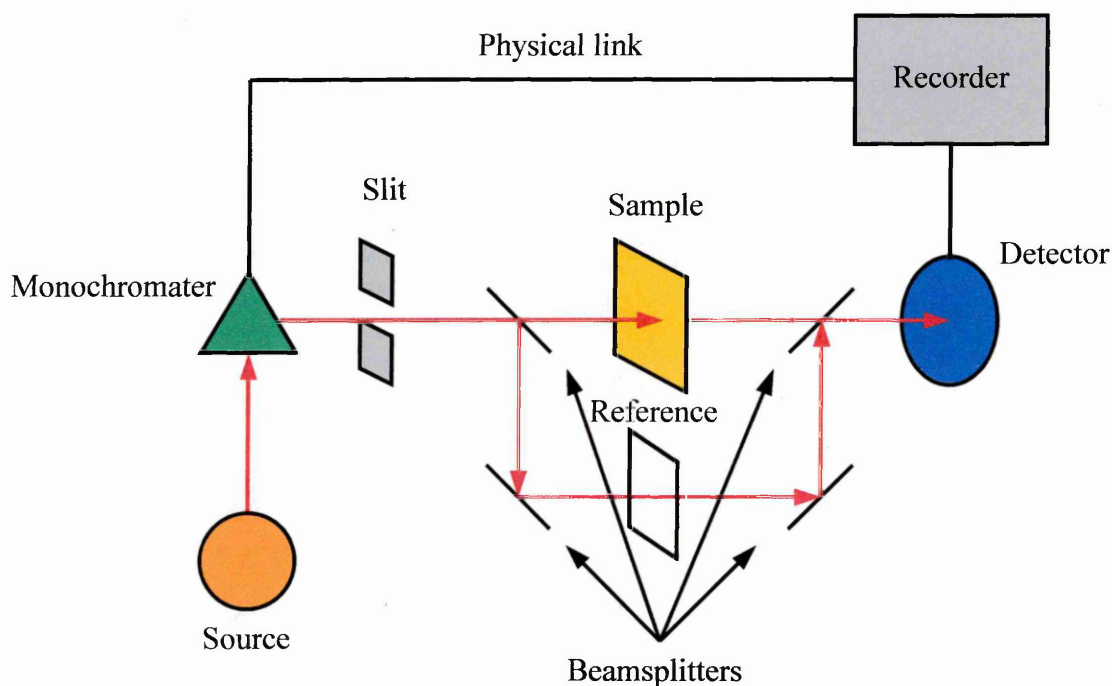 Physical link
Recorder
Slit
Sample
Detector
Monochromater
Reference
Source
Beamsplitters